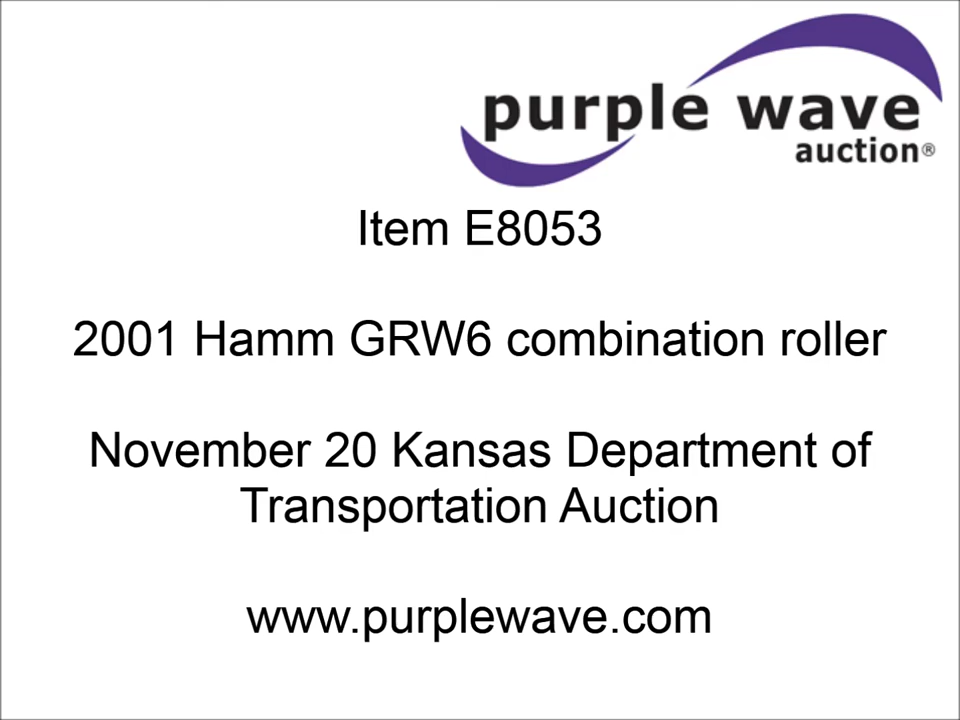 purple wave
auction®
Item E8053
2001 Hamm GRW6 combination roller
November 20 Kansas Department of
Transportation Auction
www.purplewave.com